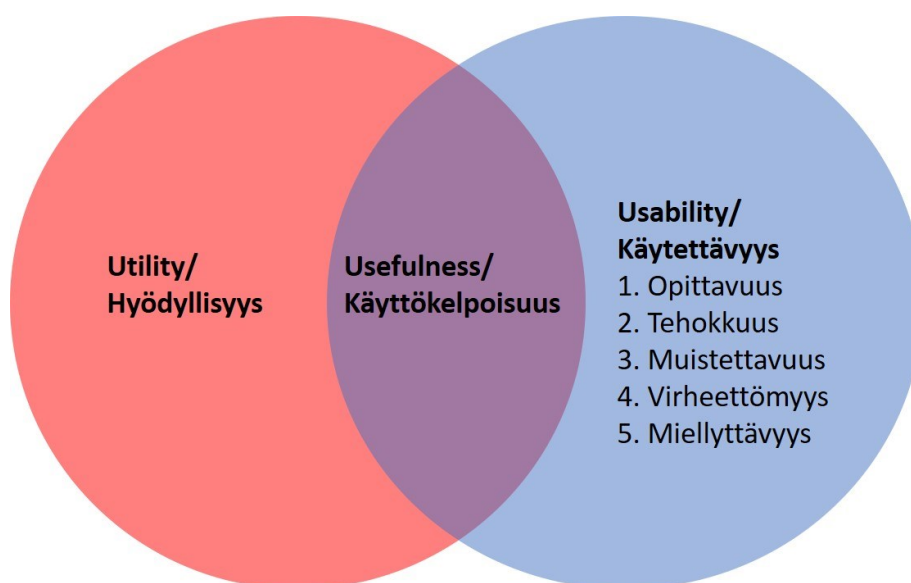 Utility/
Hyödyllisyys
Usefulness/
Käyttökelpoisuus
Usability/
Käytettävyys
1. Opittavuus
2. Tehokkuus
3. Muistettavuus
4. Virheettömyys
5. Miellyttävyys